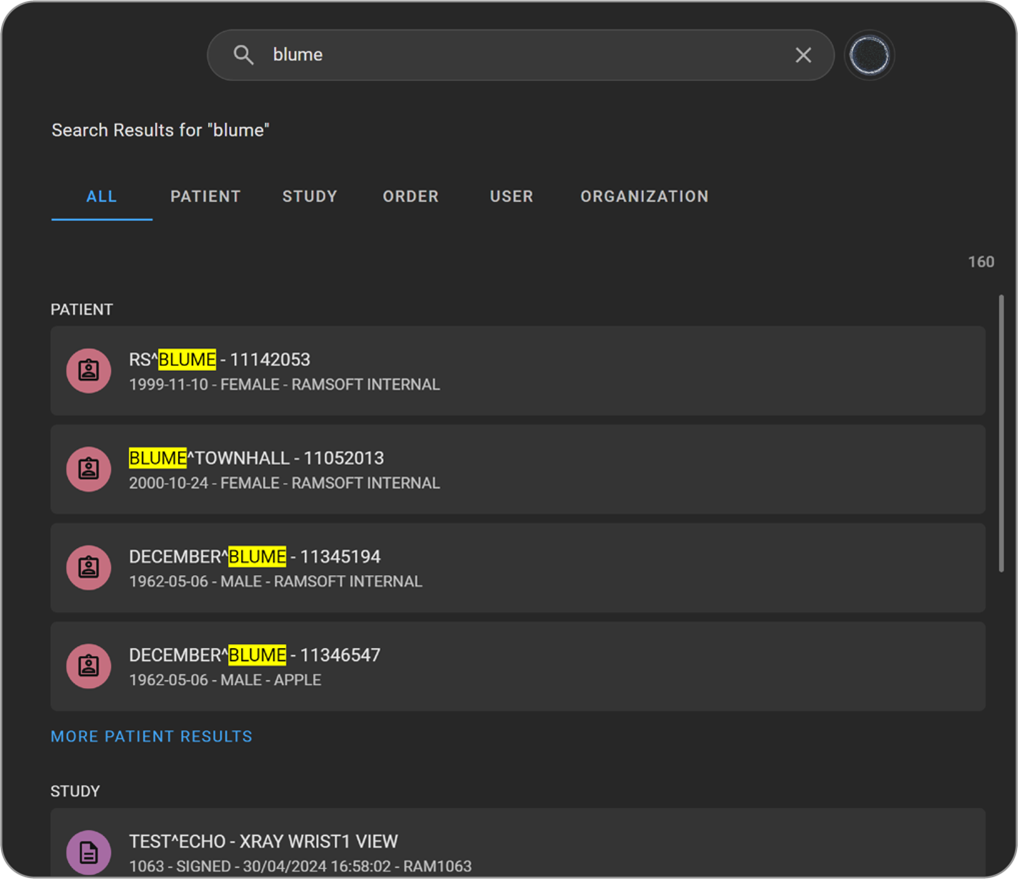 blume
Search Results for "blume"
ALL PATIENT STUDY ORDER USER ORGANIZATION
160
PATIENT
RS^BLUME - 11142053
1999-11-10 - FEMALE - RAMSOFT INTERNAL
BLUME^TOWNHALL - 11052013
2000-10-24 - FEMALE - RAMSOFT INTERNAL
DECEMBER^BLUME - 11345194
1962-05-06 - MALE - RAMSOFT INTERNAL
DECEMBER^BLUME - 11346547
1962-05-06 - MALE - APPLE
MORE PATIENT RESULTS
STUDY
TEST^ECHO - XRAY WRIST1 VIEW
1063 - SIGNED - 30/04/2024 16:58:02 - RAM1063